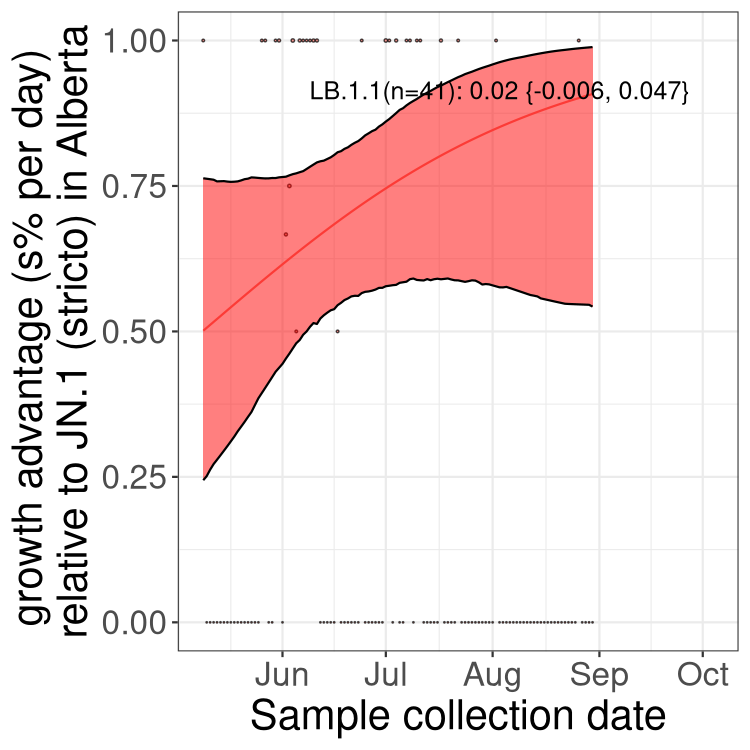 growth advantage (s% per day)
relative to JN.1 (stricto) in Alberta
1.00
0.75
0.50
0.25
0.00
LB.1.1(n=41): 0.02 {-0.006, 0.047}
Jun Jul Aug Sep Oct
Sample collection date